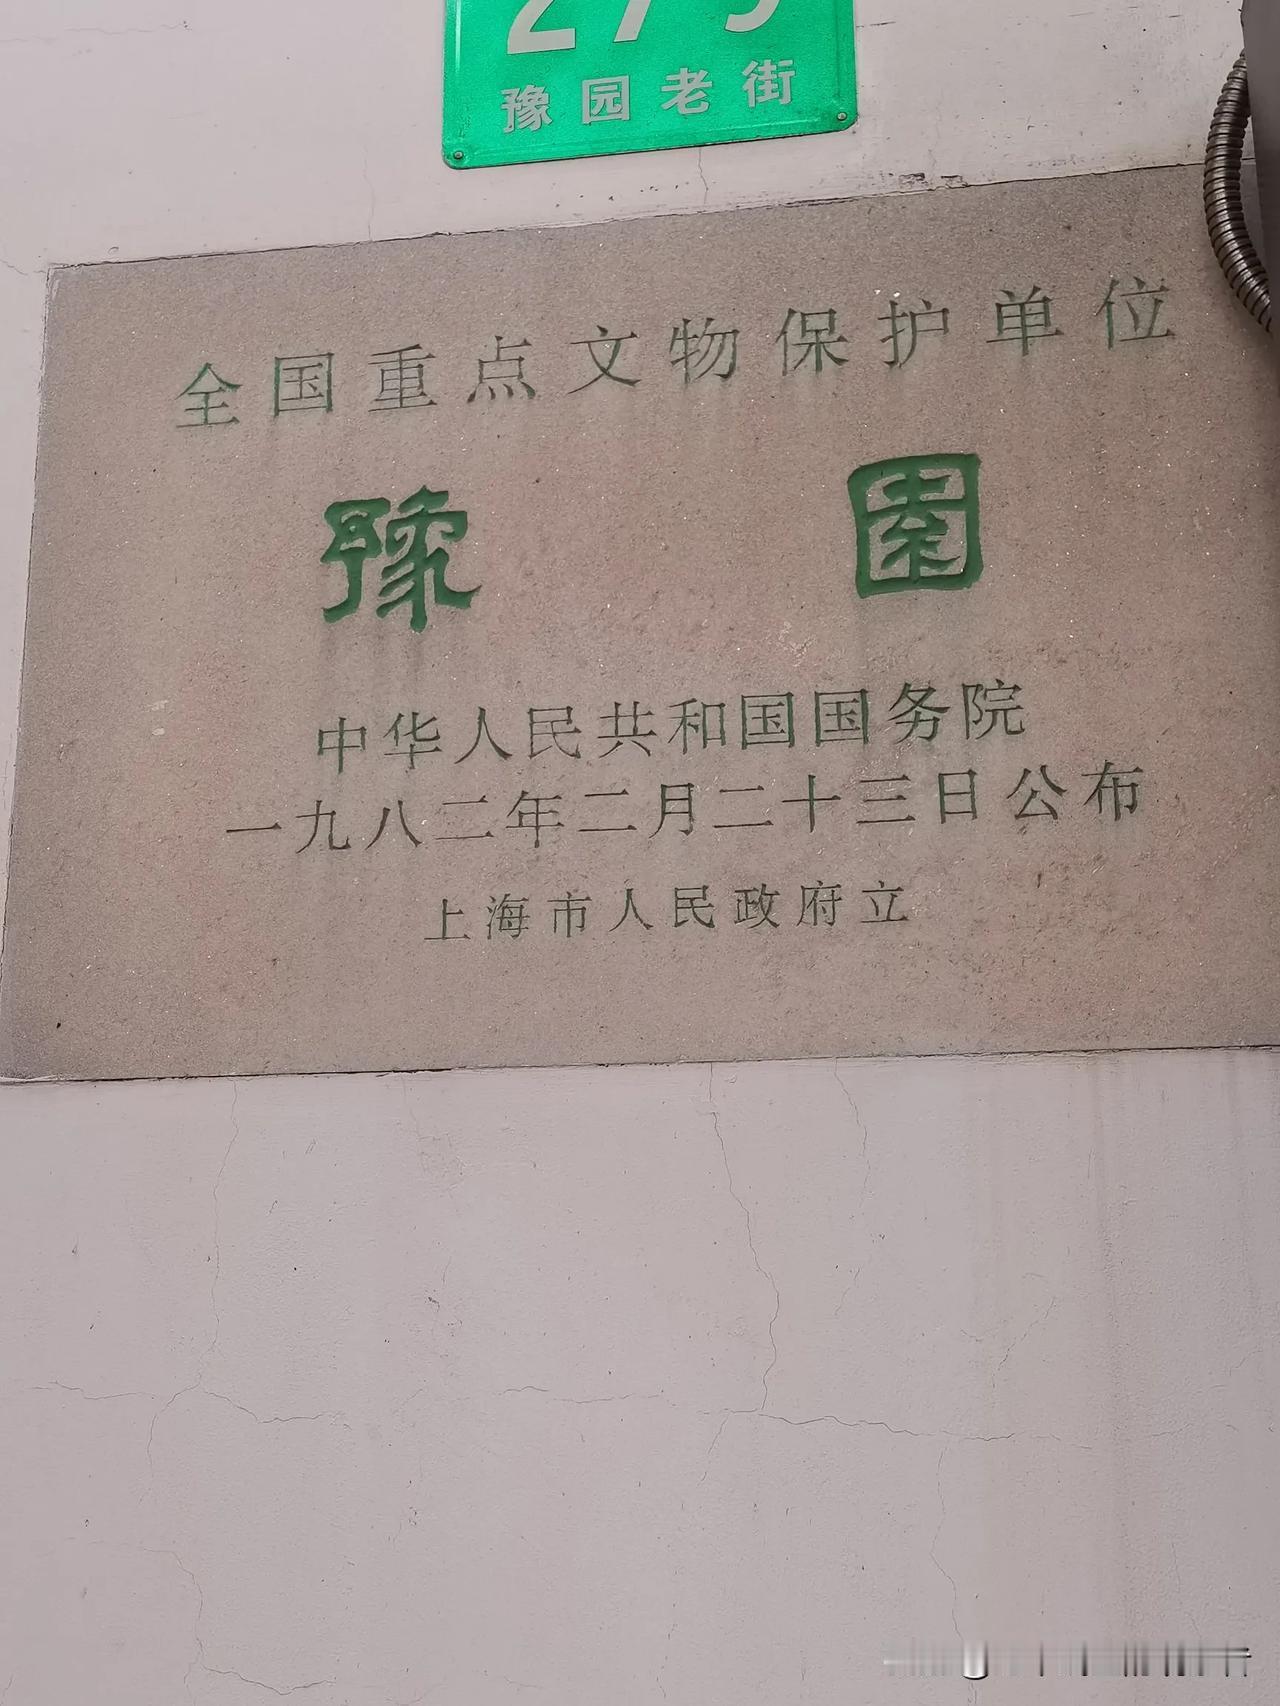 豫园老街
全国重点文物保护单位
豫园
中华人民共和国国务院
一九八二年二月二十三日公布
上海市人民政府立